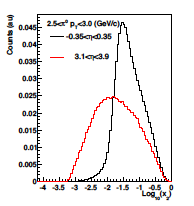 Counts (au)
2.5<π⁰ p_T<3.0 (GeV/c)
-0.35<η<0.35
3.1<η<3.9
0.045
0.04
0.035
0.03
0.025
0.02
0.015
0.01
0.005
0
-4 -3.5 -3 -2.5 -2 -1.5 -1 -0.5 0
Log₁₀(x₂)